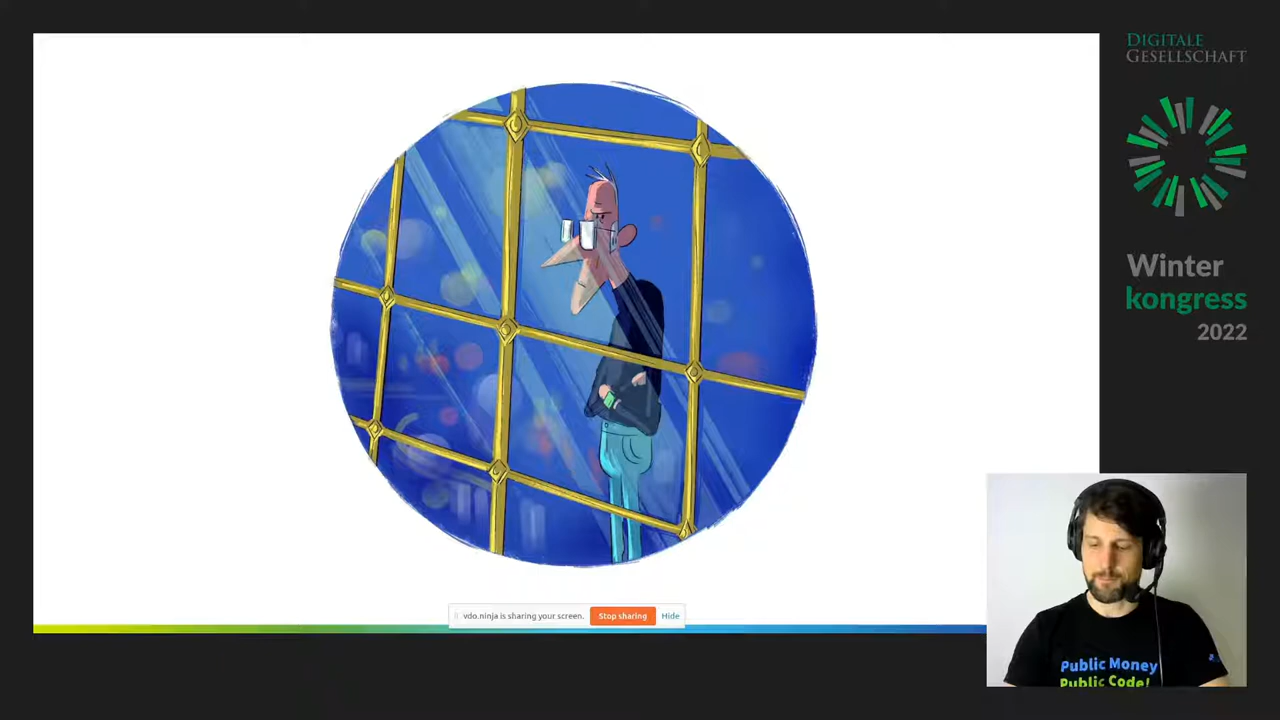 DIGITALE
GESELLSCHAFT
Winter
kongress
2022
vdo.ninja is sharing your screen.
Stop sharing
Hide
Public Money
Public Code!